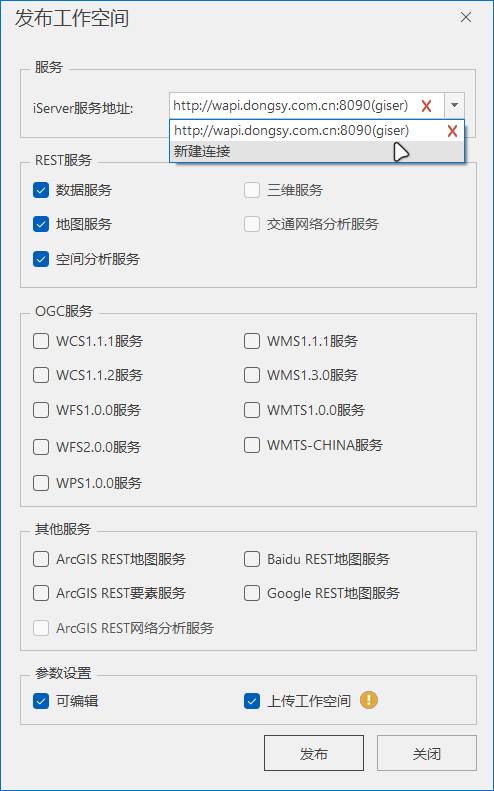 发布工作空间
服务
iServer服务地址:
http://wapi.dongsy.com.cn:8090(giser)
http://wapi.dongsy.com.cn:8090(giser)
新建连接
REST服务
数据服务
三维服务
地图服务
交通网络分析服务
空间分析服务
OGC服务
WCS1.1.1服务
WMS1.1.1服务
WCS1.1.2服务
WMS1.3.0服务
WFS1.0.0服务
WMTS1.0.0服务
WFS2.0.0服务
WMTS-CHINA服务
WPS1.0.0服务
其他服务
ArcGIS REST地图服务
Baidu REST地图服务
ArcGIS REST要素服务
Google REST地图服务
ArcGIS REST网络分析服务
参数设置
可编辑
上传工作空间
发布
关闭